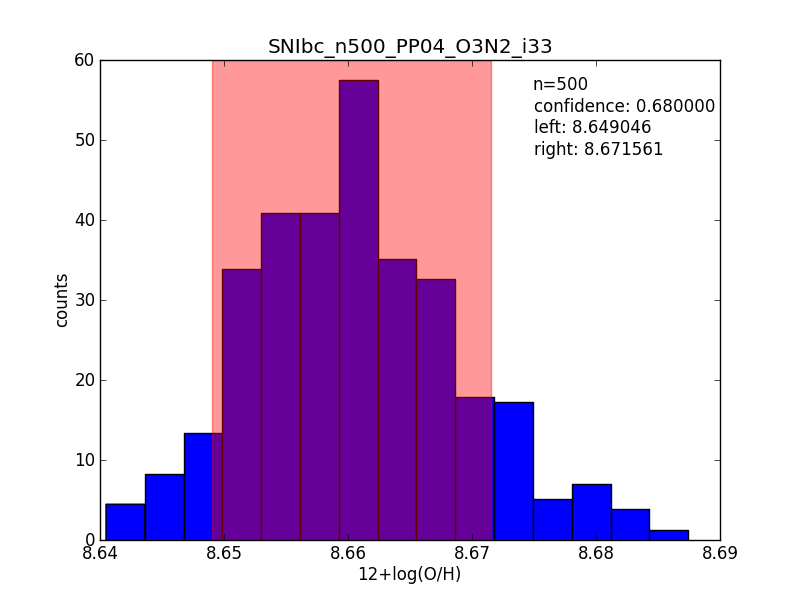 SNIbc_n500_PP04_O3N2_i33
n=500
confidence: 0.680000
left: 8.649046
right: 8.671561
counts
60
50
40
30
20
10
0
8.64 8.65 8.66 8.67 8.68 8.69
12+log(O/H)